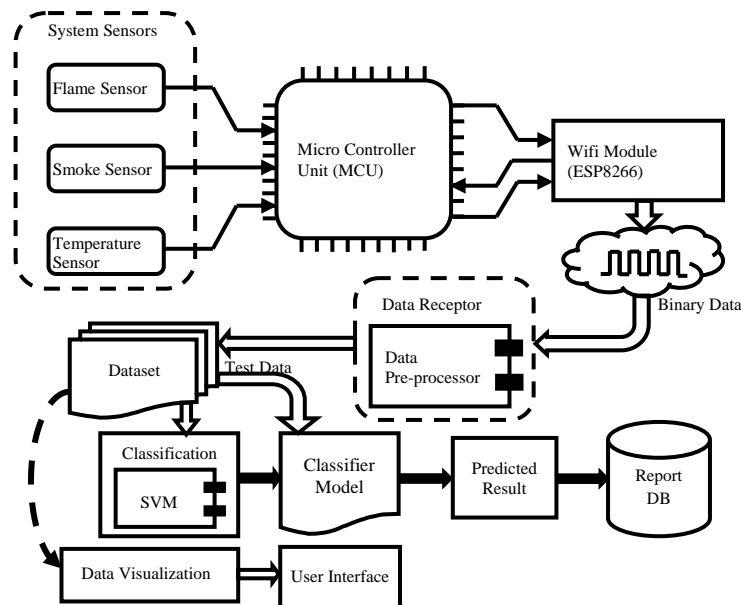 System Sensors
Flame Sensor
Smoke Sensor
Temperature
Sensor
Micro Controller
Unit (MCU)
Wifi Module
(ESP8266)
Binary Data
Data Receptor
Data
Pre-processor
Dataset
Test Data
Classification
SVM
Classifier
Model
Predicted
Result
Report
DB
Data Visualization
User Interface